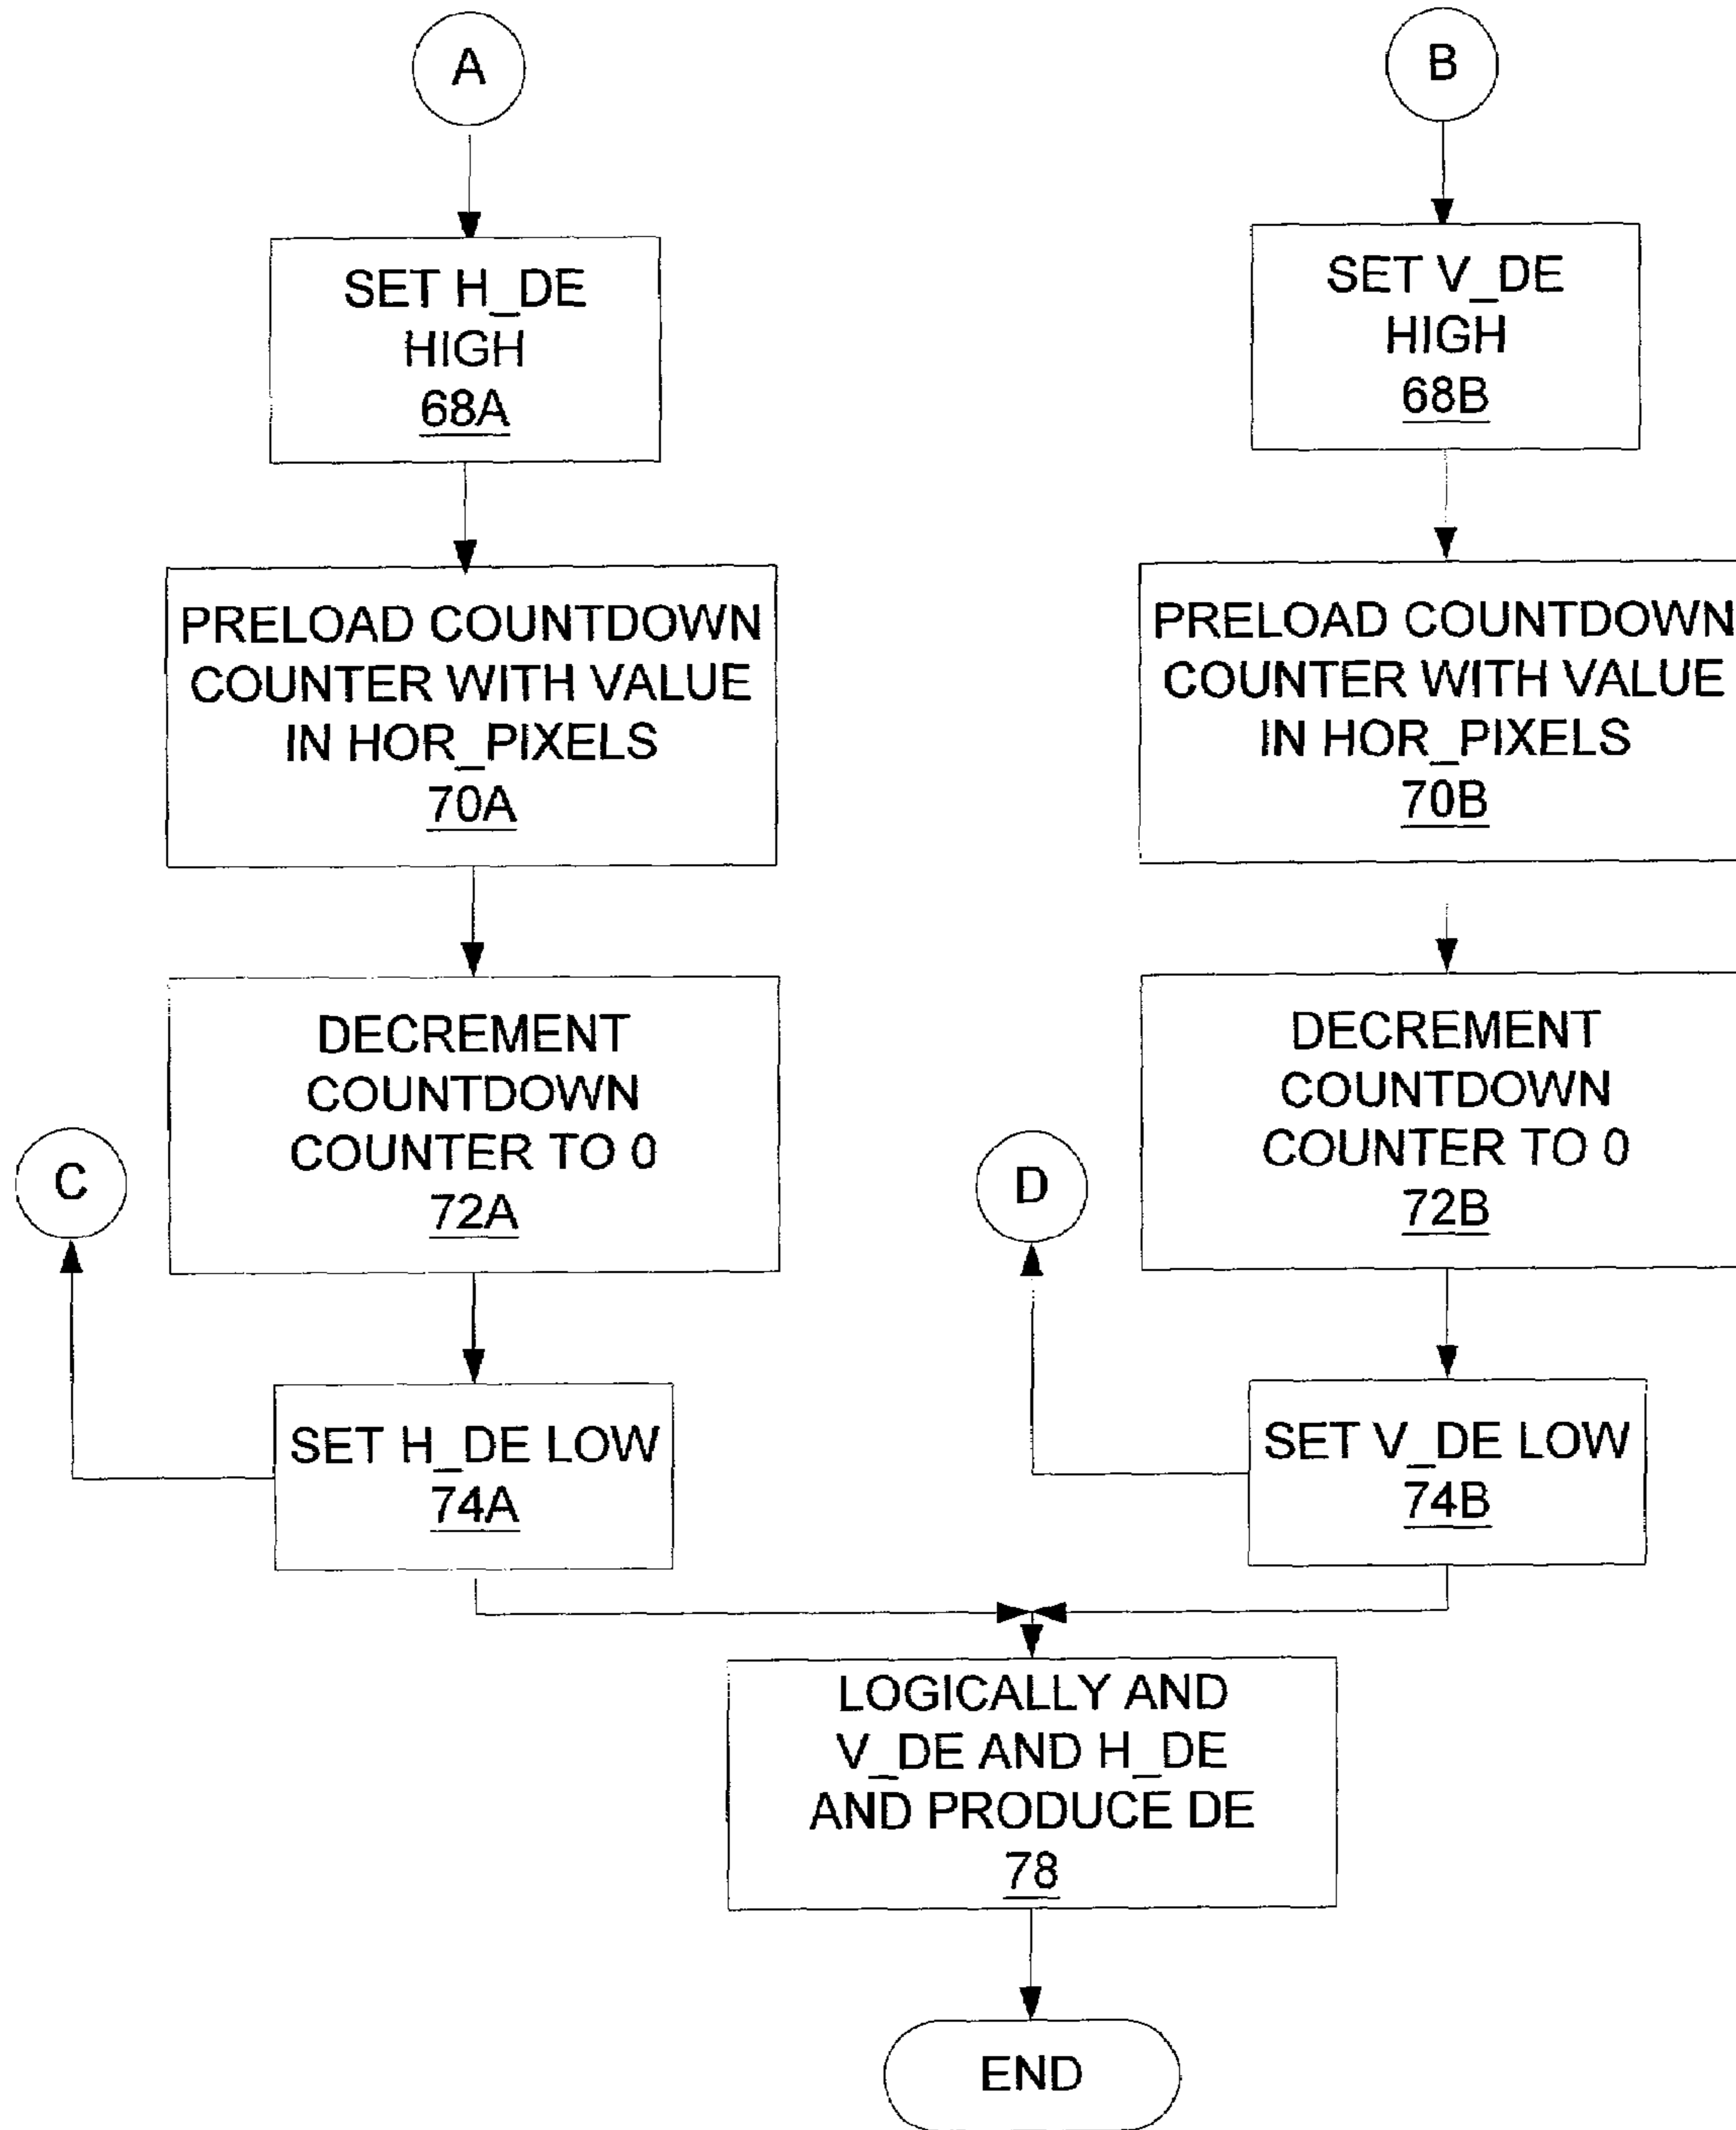 A
SET H_DE
HIGH
68A
PRELOAD COUNTDOWN
COUNTER WITH VALUE
IN HOR_PIXELS
70A
DECREMENT
COUNTDOWN
COUNTER TO 0
72A
C
SET H_DE LOW
74A
B
SET V_DE
HIGH
68B
PRELOAD COUNTDOWN
COUNTER WITH VALUE
IN HOR_PIXELS
70B
DECREMENT
COUNTDOWN
COUNTER TO 0
72B
D
SET V_DE LOW
74B
LOGICALLY AND
V_DE AND H_DE
AND PRODUCE DE
78
END